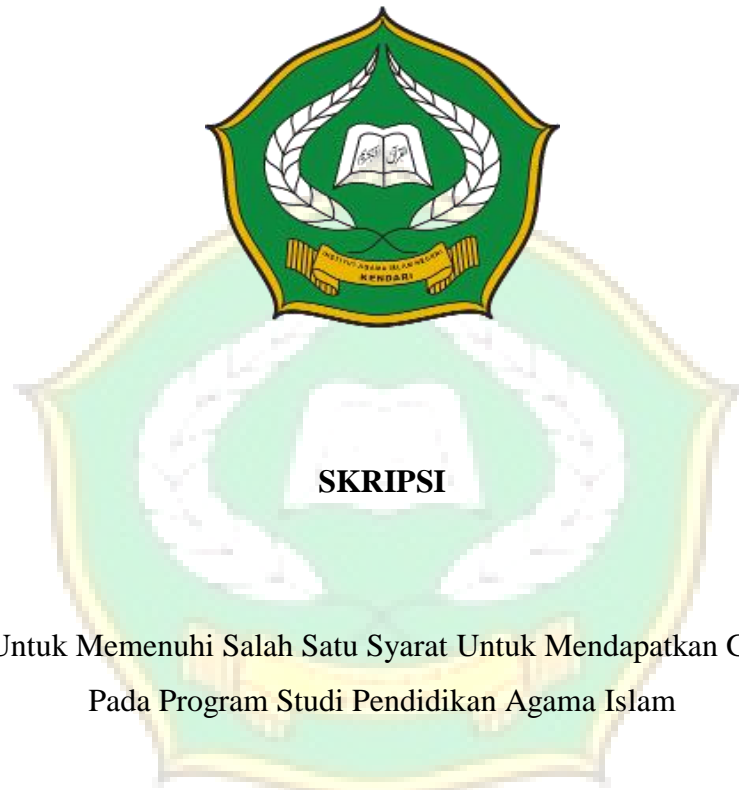 INSTITUT AGAMA ISLAM NEGERI
KENDARI
SKRIPSI
Untuk Memenuhi Salah Satu Syarat Untuk Mendapatkan
Pada Program Studi Pendidikan Agama Islam